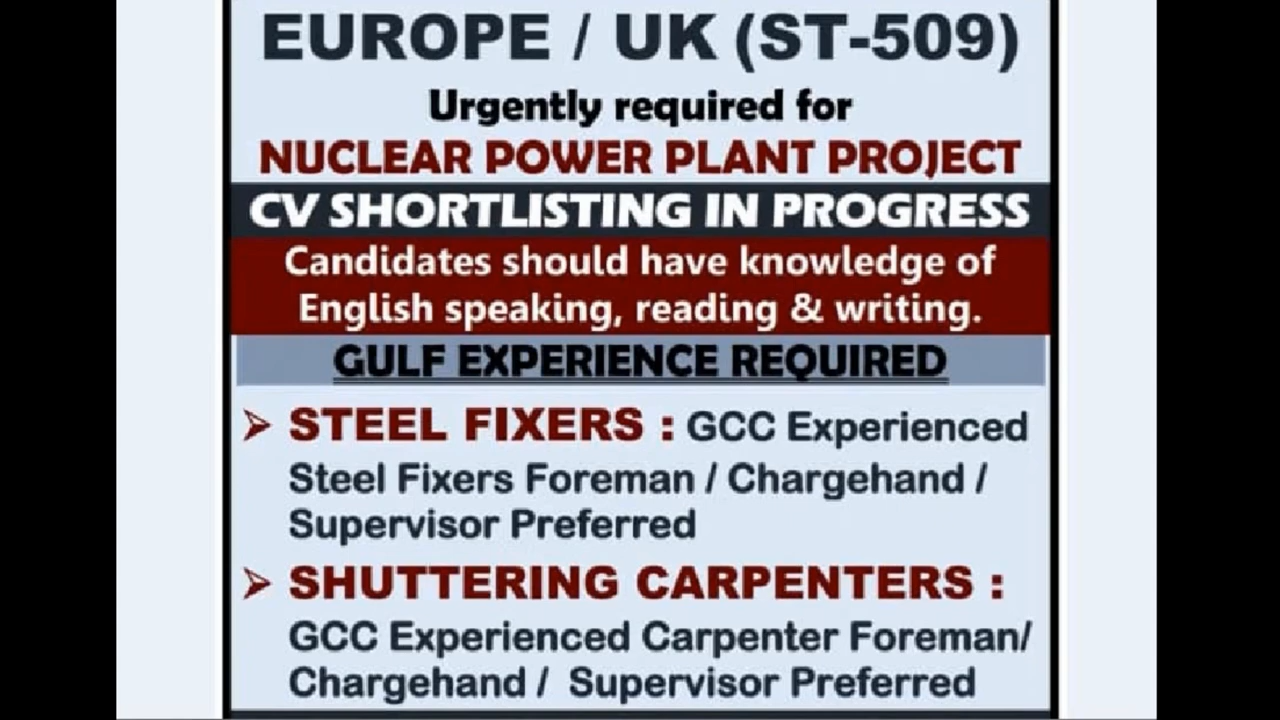 EUROPE / UK (ST-509)
Urgently required for
NUCLEAR POWER PLANT PROJECT
CV SHORTLISTING IN PROGRESS
Candidates should have knowledge of
English speaking, reading & writing.
GULF EXPERIENCE REQUIRED
➢ STEEL FIXERS : GCC Experienced
Steel Fixers Foreman / Chargehand /
Supervisor Preferred
➢ SHUTTERING CARPENTERS :
GCC Experienced Carpenter Foreman/
Chargehand / Supervisor Preferred